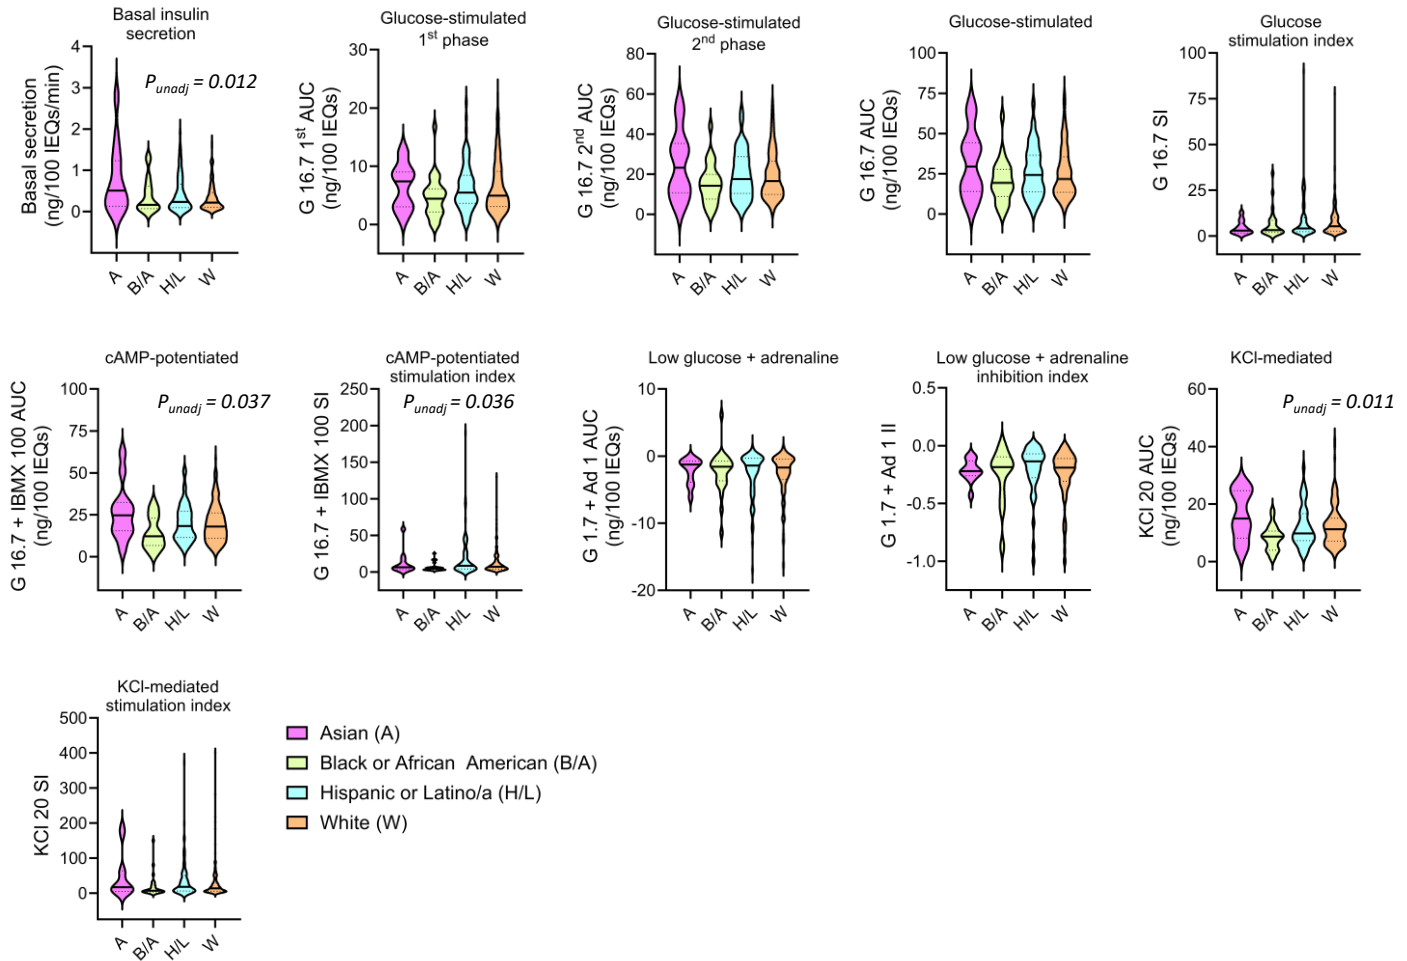 Basal insulin
secretion
Basal secretion
(ng/100 IEQs/min)
4
3
2
1
0
P_unadj = 0.012
A
B/A
H/L
W
Glucose-stimulated
1st phase
G 16.7 1st AUC
(ng/100 IEQs)
30
20
10
0
A
B/A
H/L
W
Glucose-stimulated
2nd phase
G 16.7 2nd AUC
(ng/100 IEQs)
80
60
40
20
0
A
B/A
H/L
W
Glucose-stimulated
G 16.7 AUC
(ng/100 IEQs)
100
75
50
25
0
A
B/A
H/L
W
Glucose
stimulation index
G 16.7 SI
100
75
50
25
0
A
B/A
H/L
W
cAMP-potentiated
G 16.7 + IBMX 100 AUC
(ng/100 IEQs)
100
75
50
25
0
P_unadj = 0.037
A
B/A
H/L
W
cAMP-potentiated
stimulation index
G 16.7 + IBMX 100 SI
250
200
150
100
50
0
P_unadj = 0.036
A
B/A
H/L
W
Low glucose + adrenaline
G 1.7 + Ad 1 AUC
(ng/100 IEQs)
10
0
-10
-20
A
B/A
H/L
W
Low glucose + adrenaline
inhibition index
G 1.7 + Ad 1 II
0.5
0.0
-0.5
-1.0
A
B/A
H/L
W
KCl-mediated
KCl 20 AUC
(ng/100 IEQs)
60
40
20
0
P_unadj = 0.011
A
B/A
H/L
W
KCl-mediated
stimulation index
KCl 20 SI
500
400
300
200
100
0
A
B/A
H/L
W
Asian (A)
Black or African American (B/A)
Hispanic or Latino/a (H/L)
White (W)